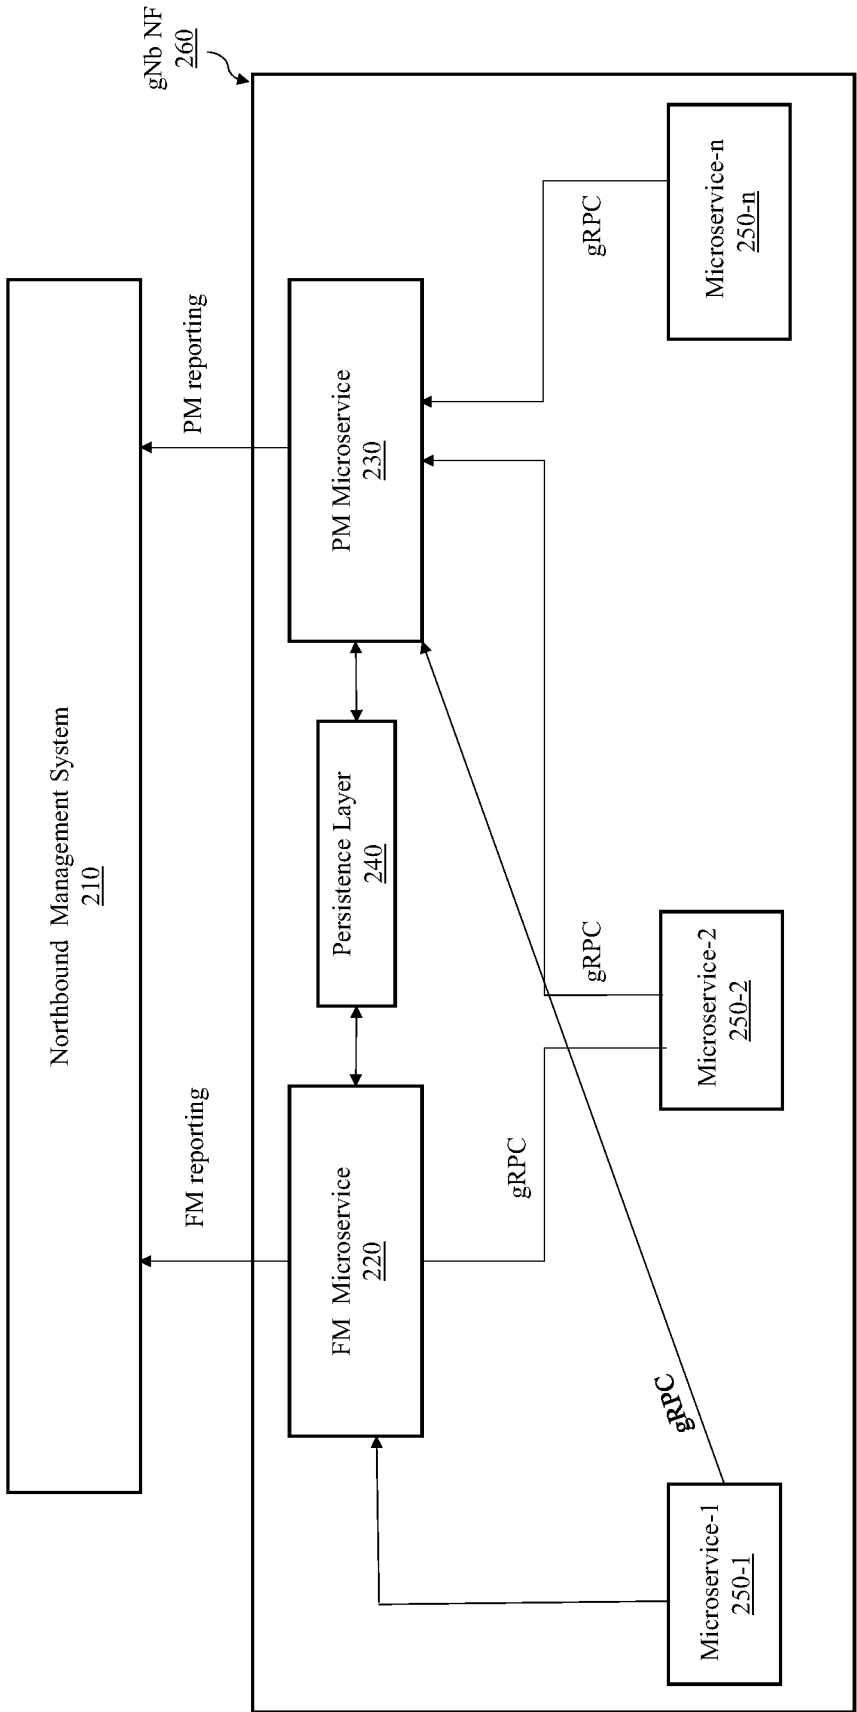 gNb NF
260
Northbound Management System
210
FM reporting
PM reporting
FM Microservice
220
Persistence Layer
240
PM Microservice
230
gRPC
gRPC
gRPC
gRPC
Microservice-1
250-1
Microservice-2
250-2
Microservice-n
250-n